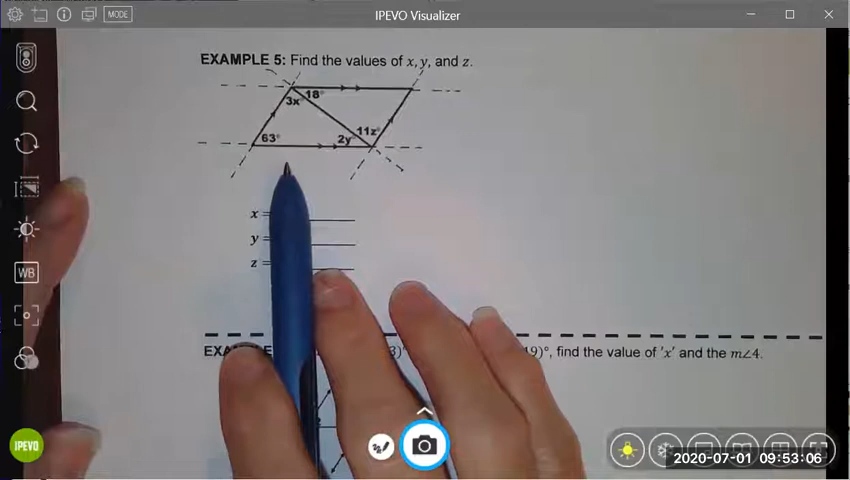 IPEVO Visualizer
MODE
EXAMPLE 5: Find the values of x, y, and z.
18°
3x°
63°
2y°
11z°
x=
y=
z=
WB
19)°, find the value of 'x' and the m∠4.
IPEVO
2020-07-01 09:53:06